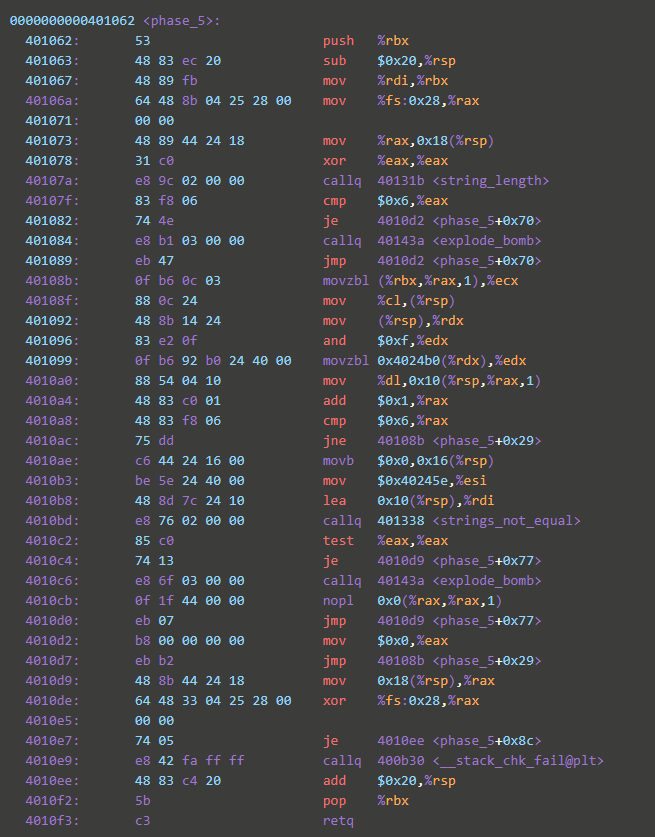 0000000000401062 <phase_5>:
401062: 53 push %rbx
401063: 48 83 ec 20 sub $0x20,%rsp
401067: 48 89 fb mov %rdi,%rbx
40106a: 64 48 8b 04 25 28 00 mov %fs:0x28,%rax
401071: 00 00
401073: 48 89 44 24 18 mov %rax,0x18(%rsp)
401078: 31 c0 xor %eax,%eax
40107a: e8 9c 02 00 00 callq 40131b <string_length>
40107f: 83 f8 06 cmp $0x6,%eax
401082: 74 4e je 4010d2 <phase_5+0x70>
401084: e8 b1 03 00 00 callq 40143a <explode_bomb>
401089: eb 47 jmp 4010d2 <phase_5+0x70>
40108b: 0f b6 0c 03 movzbl (%rbx,%rax,1),%ecx
40108f: 88 0c 24 mov %cl,(%rsp)
401092: 48 8b 14 24 mov (%rsp),%rdx
401096: 83 e2 0f and $0xf,%edx
401099: 0f b6 92 b0 24 40 00 movzbl 0x4024b0(%rdx),%edx
4010a0: 88 54 04 10 mov %dl,0x10(%rsp,%rax,1)
4010a4: 48 83 c0 01 add $0x1,%rax
4010a8: 48 83 f8 06 cmp $0x6,%rax
4010ac: 75 dd jne 40108b <phase_5+0x29>
4010ae: c6 44 24 16 00 movb $0x0,0x16(%rsp)
4010b3: be 5e 24 40 00 mov $0x40245e,%esi
4010b8: 48 8d 7c 24 10 lea 0x10(%rsp),%rdi
4010bd: e8 76 02 00 00 callq 401338 <strings_not_equal>
4010c2: 85 c0 test %eax,%eax
4010c4: 74 13 je 4010d9 <phase_5+0x77>
4010c6: e8 6f 03 00 00 callq 40143a <explode_bomb>
4010cb: 0f 1f 44 00 00 nopl 0x0(%rax,%rax,1)
4010d0: eb 07 jmp 4010d9 <phase_5+0x77>
4010d2: b8 00 00 00 00 mov $0x0,%eax
4010d7: eb b2 jmp 40108b <phase_5+0x29>
4010d9: 48 8b 44 24 18 mov 0x18(%rsp),%rax
4010de: 64 48 33 04 25 28 00 xor %fs:0x28,%rax
4010e5: 00 00
4010e7: 74 05 je 4010ee <phase_5+0x8c>
4010e9: e8 42 fa ff ff callq 400b30 <__stack_chk_fail@plt>
4010ee: 48 83 c4 20 add $0x20,%rsp
4010f2: 5b pop %rbx
4010f3: c3 retq